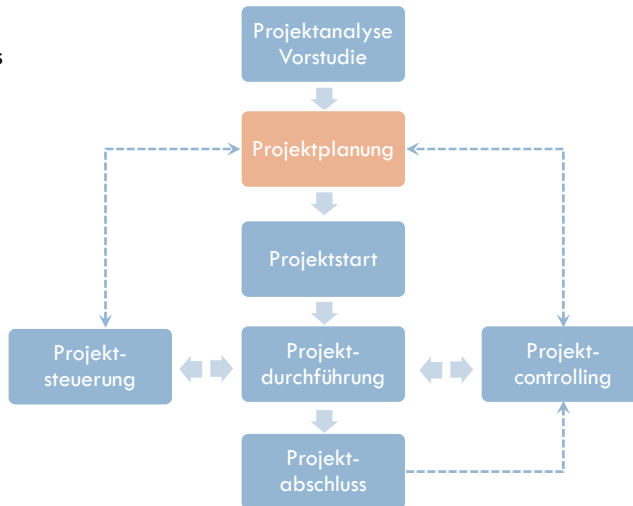 Projektanalyse
Vorstudie
s
Projektplanung
Projektstart
Projekt-
steuerung
Projekt-
durchführung
Projekt-
controlling
Projekt-
abschluss